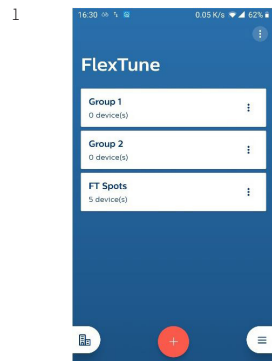 1
16:30
0.05 K/s 62%
FlexTune
Group 1
0 device(s)
Group 2
0 device(s)
FT Spots
5 device(s)